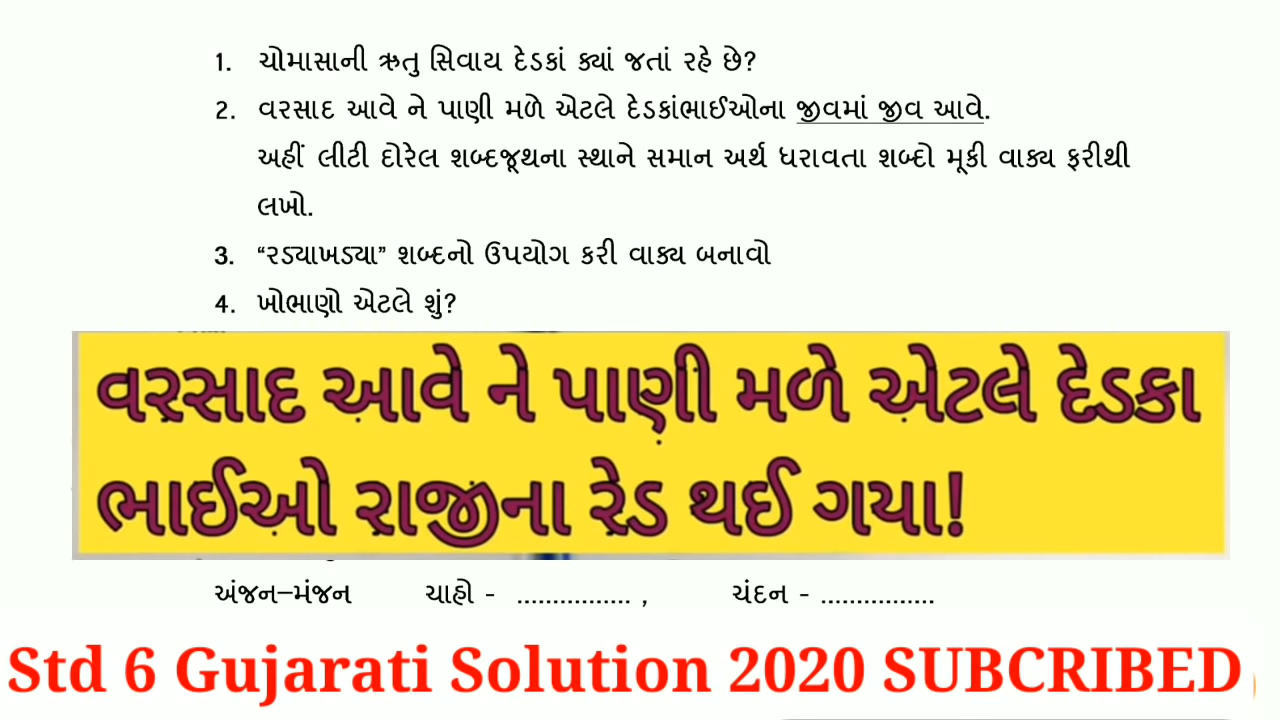 1. ચોમાસાની ઋતુ સિવાય દેડકાં ક્યાં જતાં રહે છે?
2. વરસાદ આવે ને પાણી મળે એટલે દેડકાંભાઈઓના જીવમાં જીવ આવે.
અહીં લીટી દોરેલ શબ્દજૂથના સ્થાને સમાન અર્થ ધરાવતા શબ્દો મૂકી વાક્ય ફરીથી
લખો.
3. “રડ્યાખડ્યા” શબ્દનો ઉપયોગ કરી વાક્ય બનાવો
4. ખોભાણો એટલે શું?
વરસાદ આવે ને પાણી મળે એટલે દેડકા
ભાઈઓ રાજીના રેડ થઈ ગયા!
અંજન–મંજન ચાહો - ................ , ચંદન - ................
Std 6 Gujarati Solution 2020 SUBCRIBED